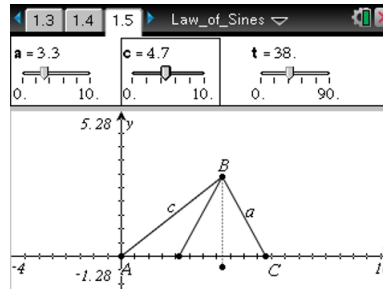 1.3 1.4 1.5 Law_of_Sines
a = 3.3 c = 4.7 t = 38.
0. 10. 0. 10. 0. 90.
5.28 y
B
c a
-4 A C 1
-1.28